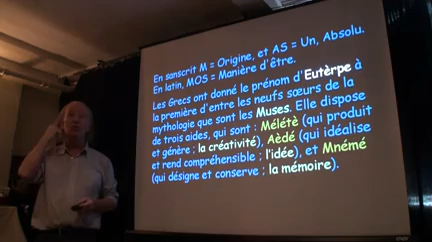 En sanscrit M = Origine, et AS = Un, Absolu.
En latin, MOS = Manière d'être.
Les Grecs ont donné le prénom d'Eutèrpe à
la première d'entre les neufs sœurs de la
mythologie que sont les Muses. Elle dispose
de trois aides, qui sont : Mélétè (qui produit
et génère : la créativité), Aèdé (qui idéalise
et rend compréhensible : l'idée), et Mnémé
(qui désigne et conserve : la mémoire).